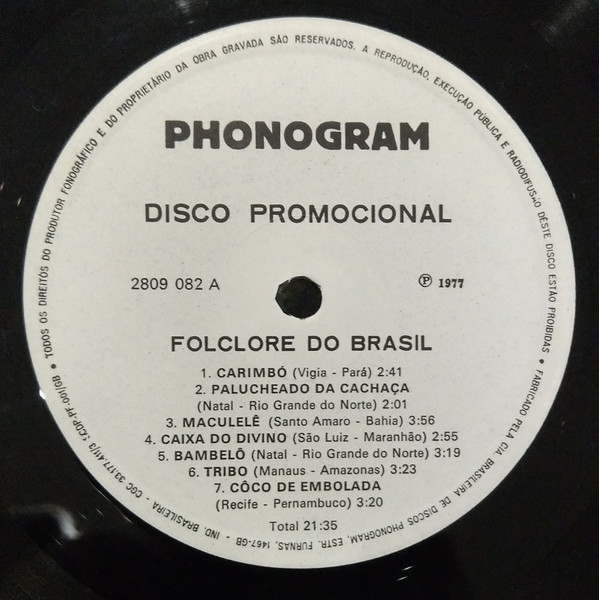 PHONOGRAM
DISCO PROMOCIONAL
2809 082 A
℗ 1977
FOLCLORE DO BRASIL
1. CARIMBÓ (Vigia - Pará) 2:41
2. PALUCHEADO DA CACHAÇA
(Natal - Rio Grande do Norte) 2:01
3. MACULELÊ (Santo Amaro - Bahia) 3:56
4. CAIXA DO DIVINO (São Luiz - Maranhão) 2:55
5. BAMBELÔ (Natal - Rio Grande do Norte) 3:19
6. TRIBO (Manaus - Amazonas) 3:23
7. CÔCO DE EMBOLADA
(Recife - Pernambuco) 3:20
Total 21:35
• TODOS OS DIREITOS DO PRODUTOR FONOGRÁFICO E DO PROPRIETÁRIO DA OBRA GRAVADA SÃO RESERVADOS. A REPRODUÇÃO, EXECUÇÃO PÚBLICA E RADIODIFUSÃO DÊSTE DISCO ESTÃO PROIBIDAS • FABRICADO PELA CIA. BRASILEIRA DE DISCOS PHONOGRAM, ESTR. FURNAS, 1467-GB - IND. BRASILEIRA - CGC 33.177.411/3